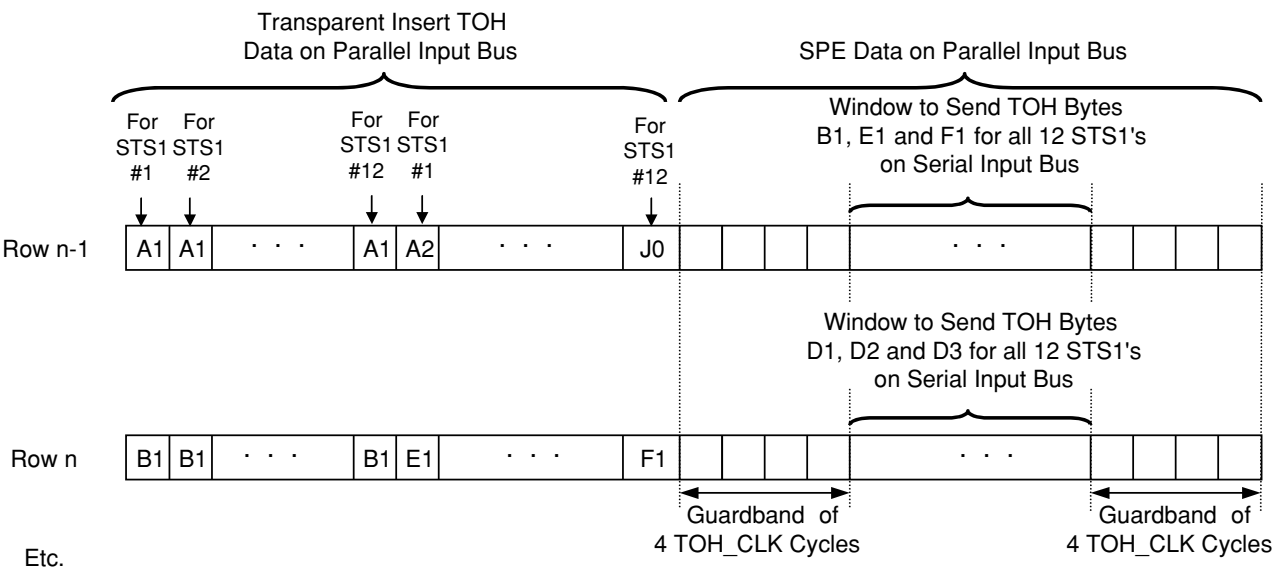 Transparent Insert TOH
Data on Parallel Input Bus
SPE Data on Parallel Input Bus
For For For For For
STS1 STS1 STS1 STS1 STS1
#1 #2 #12 #1 #12
Window to Send TOH Bytes
B1, E1 and F1 for all 12 STS1's
on Serial Input Bus
Row n-1 A1 A1 . . . A1 A2 . . . J0 . . .
Window to Send TOH Bytes
D1, D2 and D3 for all 12 STS1's
on Serial Input Bus
Row n B1 B1 . . . B1 E1 . . . F1 . . .
Guardband of
4 TOH_CLK Cycles
Guardband of
4 TOH_CLK Cycles
Etc.